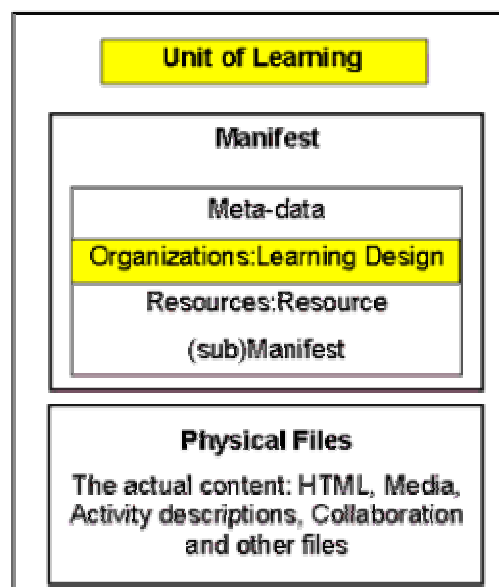 Unit of Learning
Manifest
Meta-data
Organizations:Learning Design
Resources:Resource
(sub)Manifest
Physical Files
The actual content: HTML, Media,
Activity descriptions, Collaboration
and other files